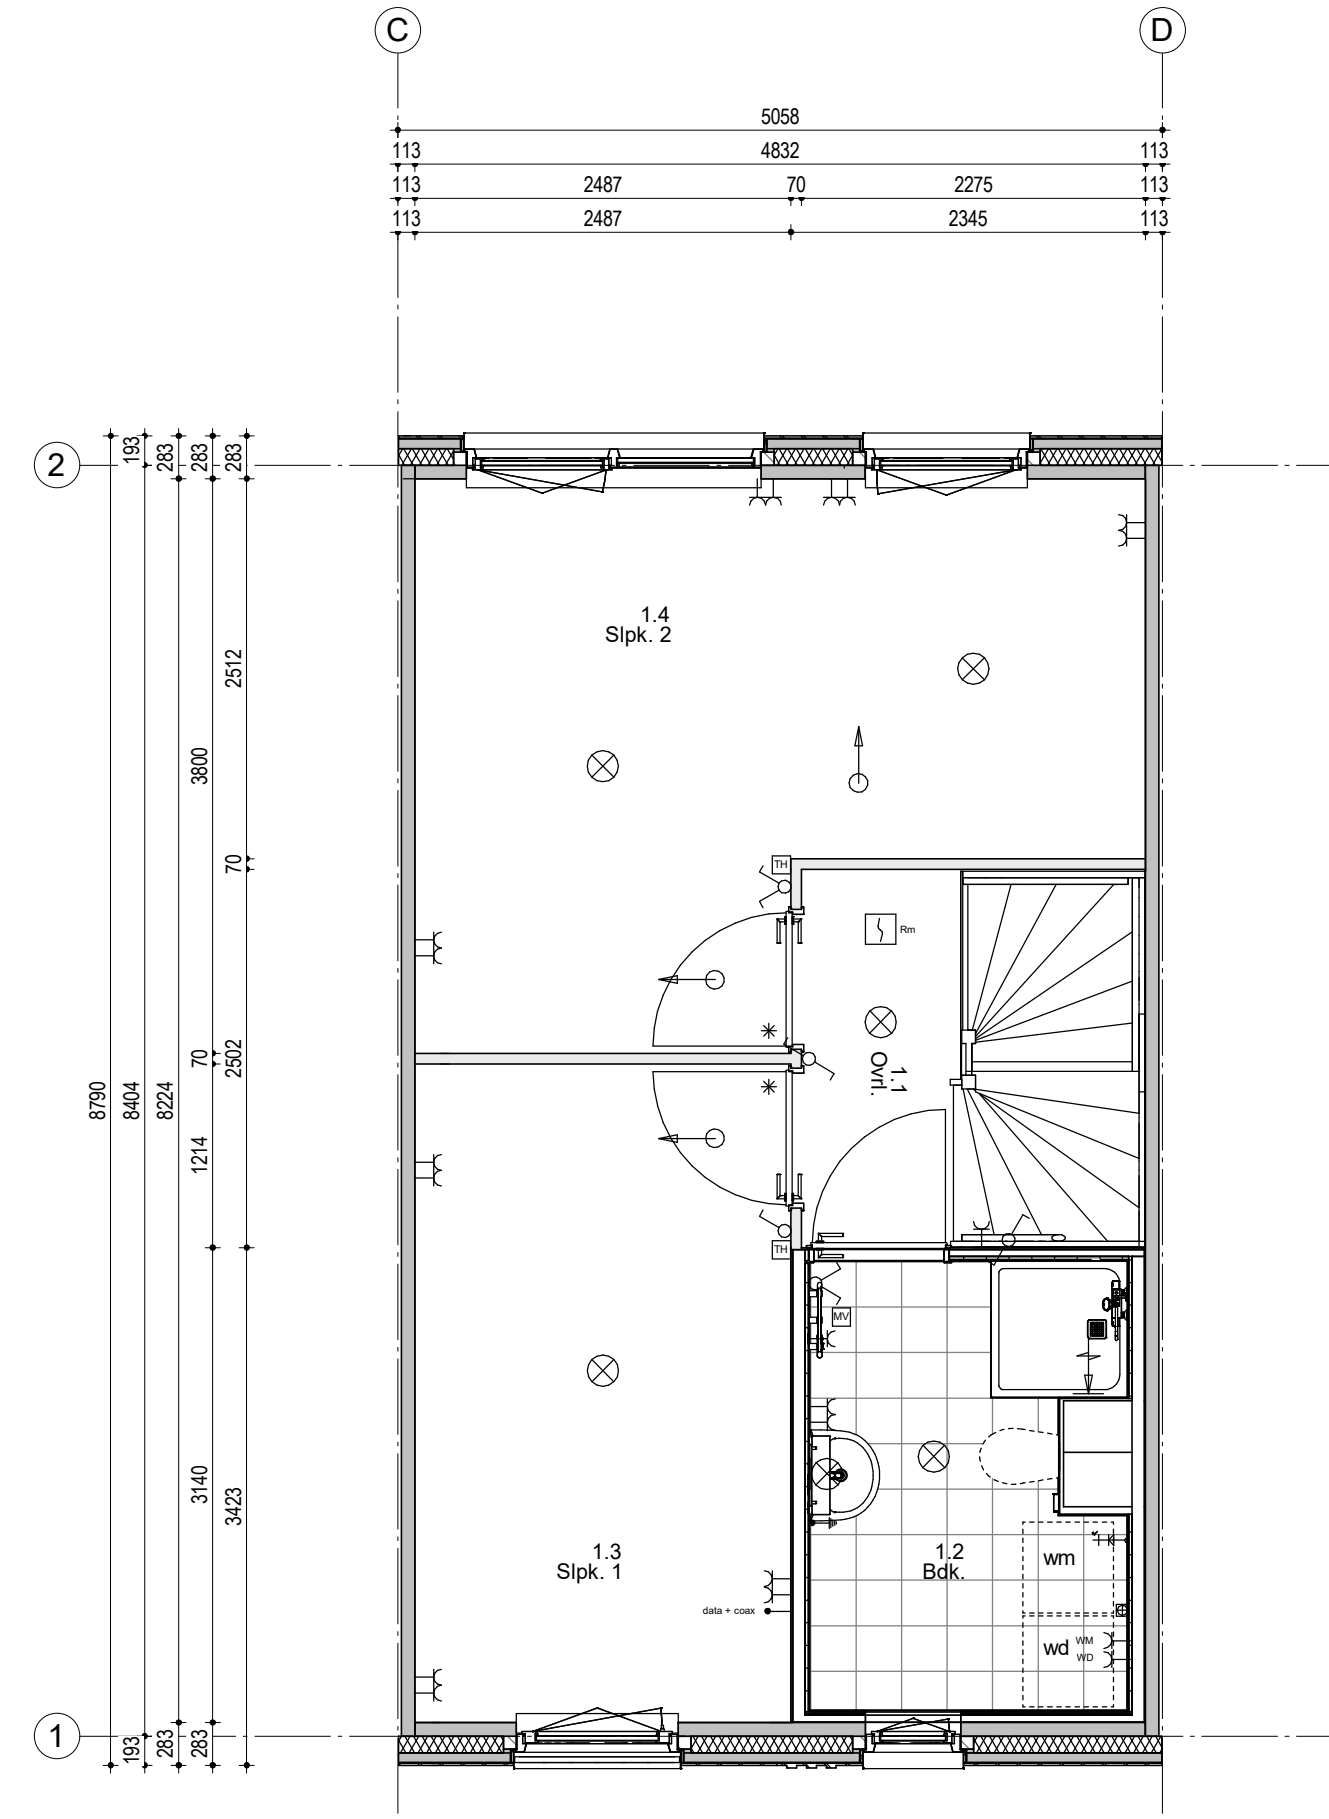 C D
5058
113 4832 113
113 2487 70 2275 113
113 2487 2345 113
2
193 283 283 283
1.4
Slpk. 2
2512
3800
TH
70
Rm
1.1
Ovrl.
70
2502
8790 8404 8224
1214
TH
MV
3140
3423
1.3
Slpk. 1
1.2
Bdk.
wm
data + coax
wd
WM
WD
1
193 283 283